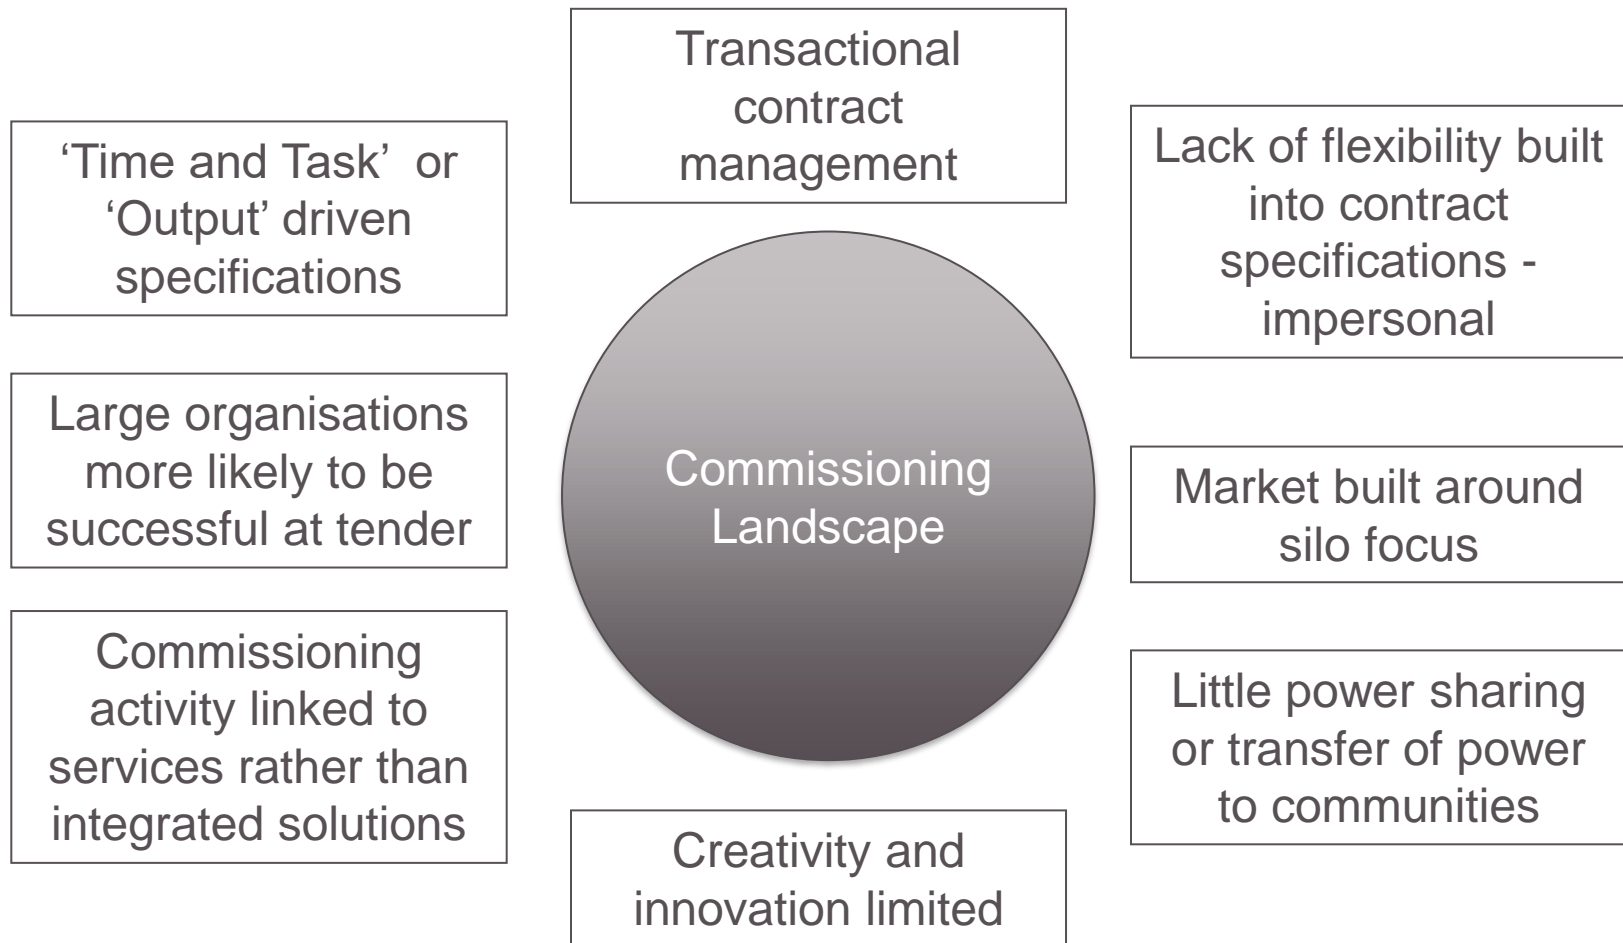 Transactional
contract
management
‘Time and Task’  or
‘Output’ driven
specifications
Lack of flexibility built
into contract
specifications -
impersonal
Large organisations
more likely to be
successful at tender
Commissioning
Landscape
Market built around
silo focus
Commissioning
activity linked to
services rather than
integrated solutions
Little power sharing
or transfer of power
to communities
Creativity and
innovation limited